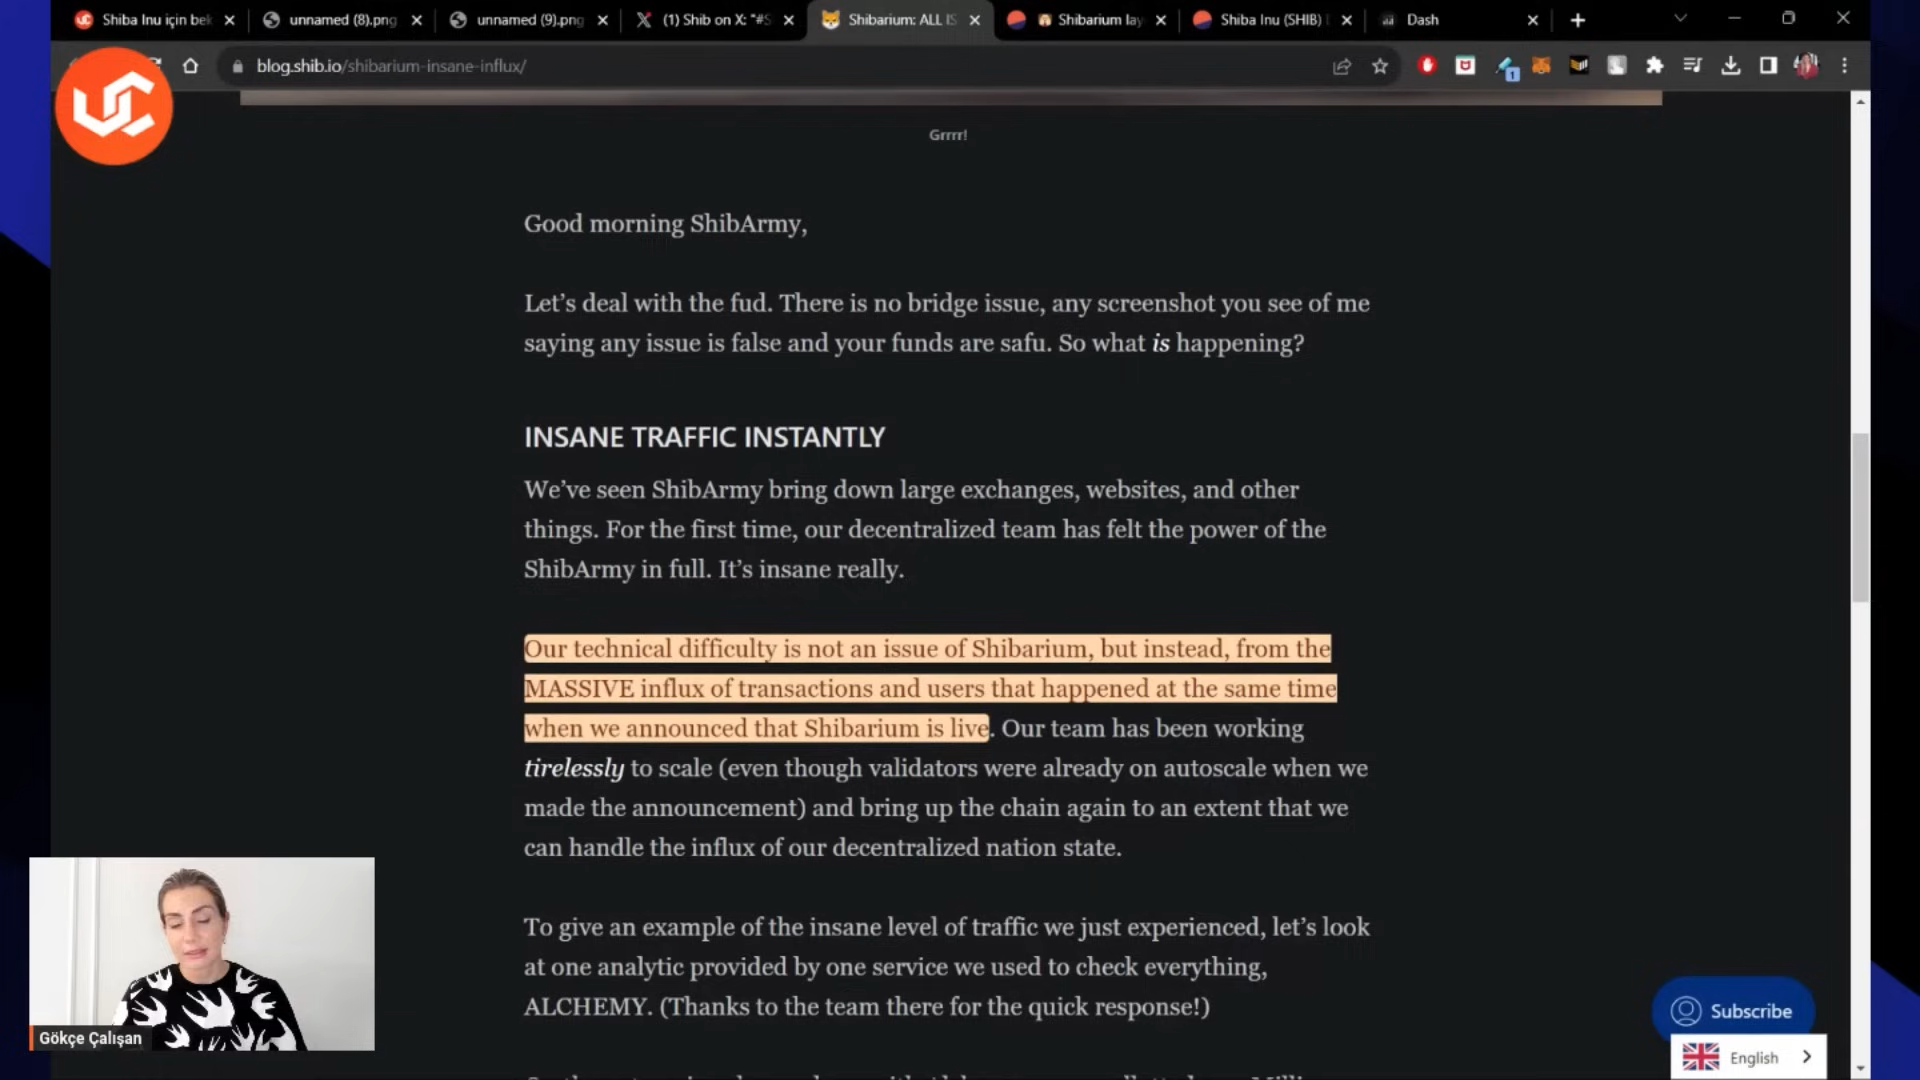 Shiba Inu için bek
unnamed (8).png
unnamed (9).png
(1) Shib on X: "#S
Shibarium: ALL IS
Shibarium lay
Shiba Inu (SHIB)
Dash
blog.shib.io/shibarium-insane-influx/
1
UC
Grrrr!
Good morning ShibArmy,
Let’s deal with the fud. There is no bridge issue, any screenshot you see of me
saying any issue is false and your funds are safu. So what is happening?
INSANE TRAFFIC INSTANTLY
We’ve seen ShibArmy bring down large exchanges, websites, and other
things. For the first time, our decentralized team has felt the power of the
ShibArmy in full. It’s insane really.
Our technical difficulty is not an issue of Shibarium, but instead, from the
MASSIVE influx of transactions and users that happened at the same time
when we announced that Shibarium is live. Our team has been working
tirelessly to scale (even though validators were already on autoscale when we
made the announcement) and bring up the chain again to an extent that we
can handle the influx of our decentralized nation state.
To give an example of the insane level of traffic we just experienced, let’s look
at one analytic provided by one service we used to check everything,
ALCHEMY. (Thanks to the team there for the quick response!)
Gökçe Çalışan
Subscribe
English